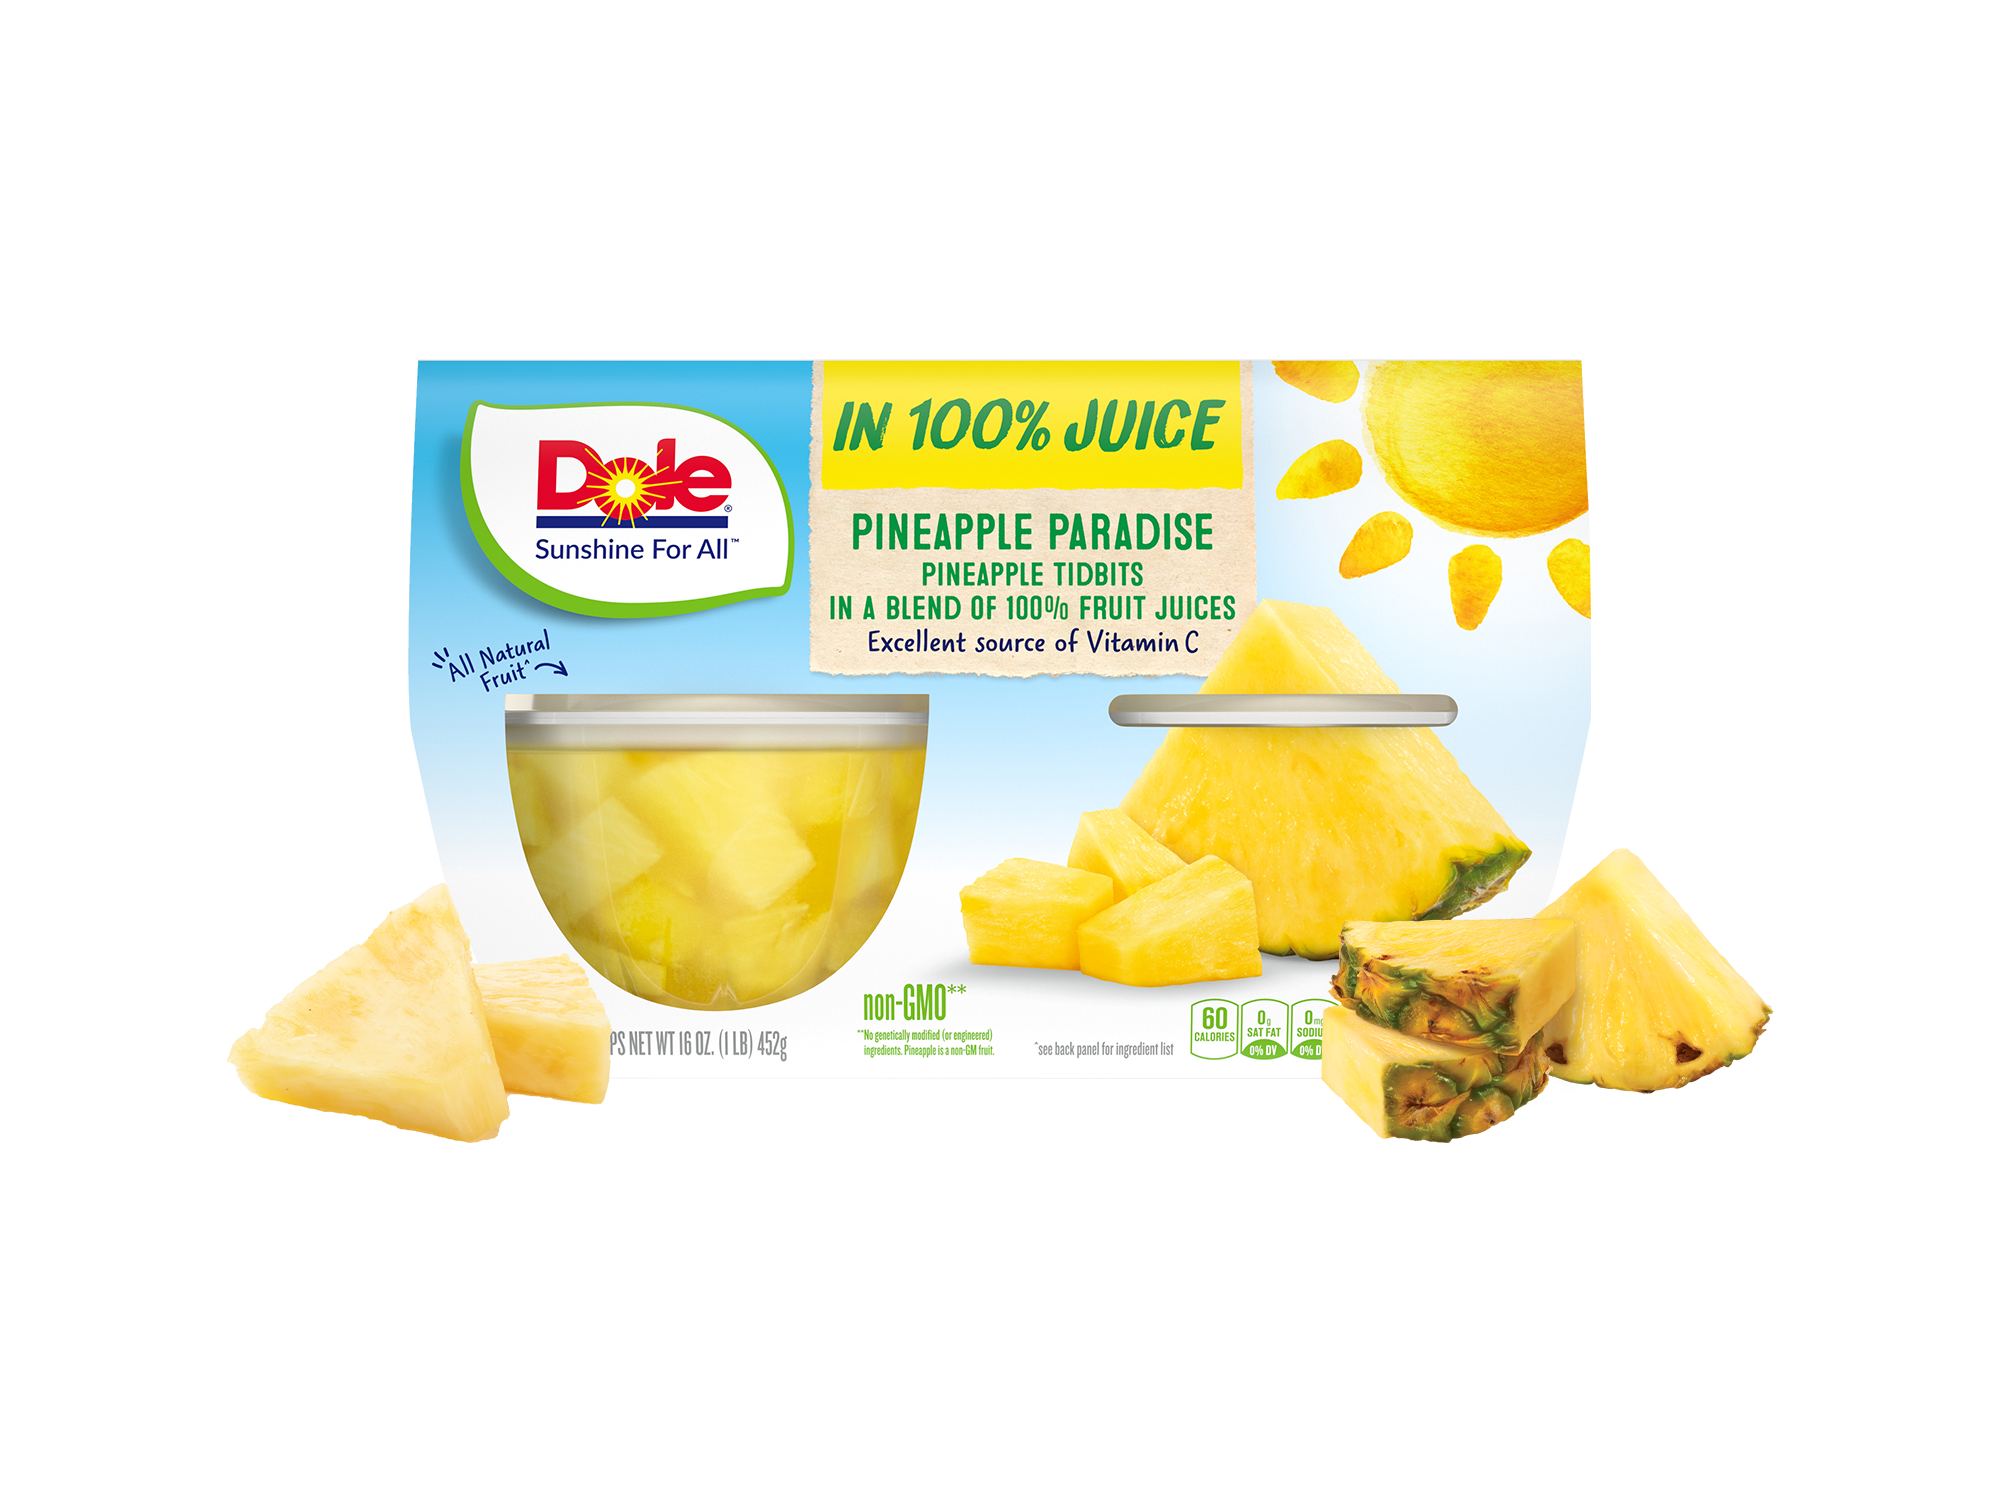 IN 100% JUICE
Dole®
Sunshine For All™
PINEAPPLE PARADISE
PINEAPPLE TIDBITS
IN A BLEND OF 100% FRUIT JUICES
Excellent source of Vitamin C
All Natural
Fruit^
non-GMO**
**No genetically modified (or engineered)
ingredients. Pineapple is a non-GM fruit.
PS NET WT 16 OZ. (1 LB) 452g
^see back panel for ingredient list
60
CALORIES
0g
SAT FAT
0% DV
0mg